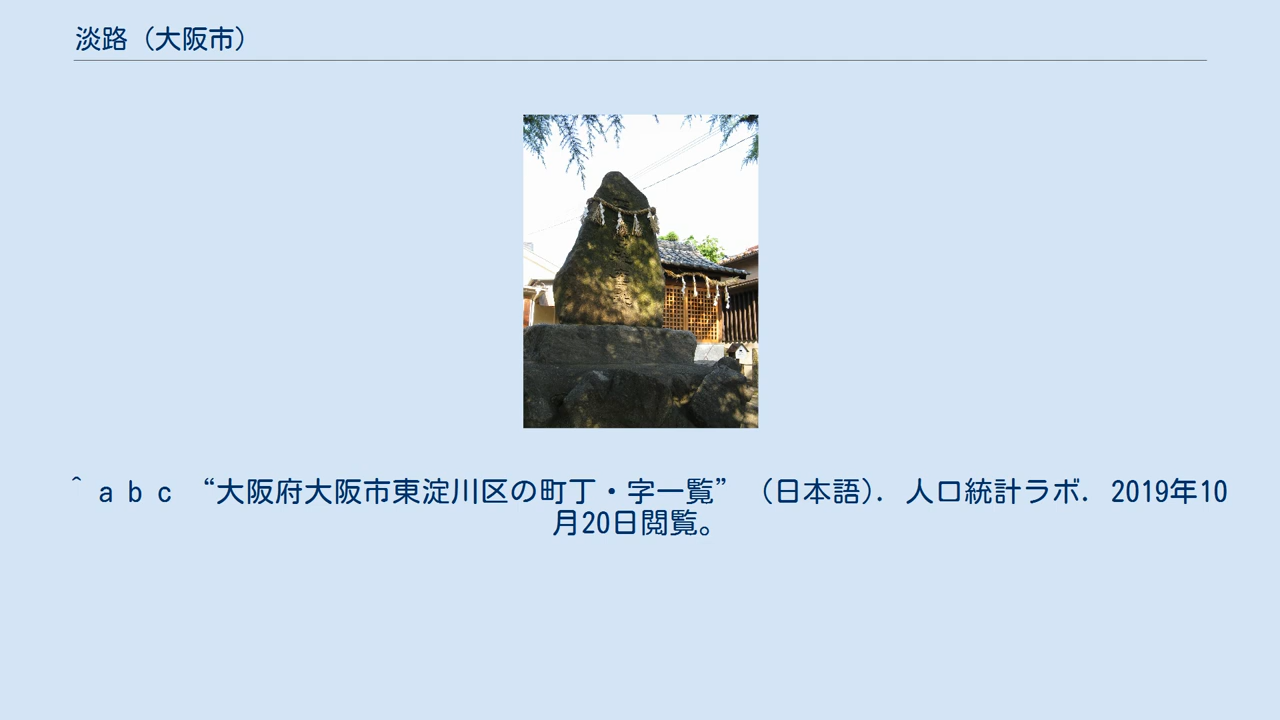 淡路（大阪市）
^ a b c “大阪府大阪市東淀川区の町丁・字一覧” （日本語）. 人口統計ラボ. 2019年10
月20日閲覧。